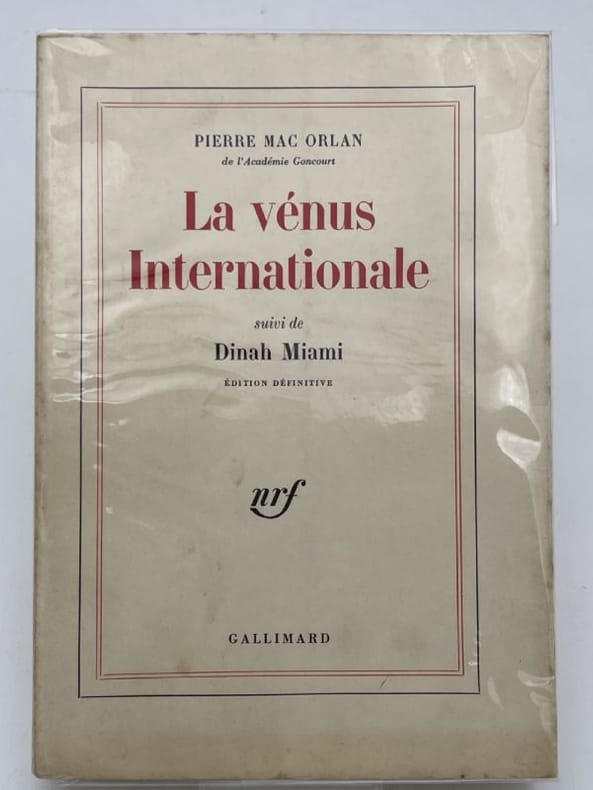 PIERRE MAC ORLAN
de l'Académie Goncourt
La vénus
Internationale
suivi de
Dinah Miami
ÉDITION DÉFINITIVE
nrf
GALLIMARD